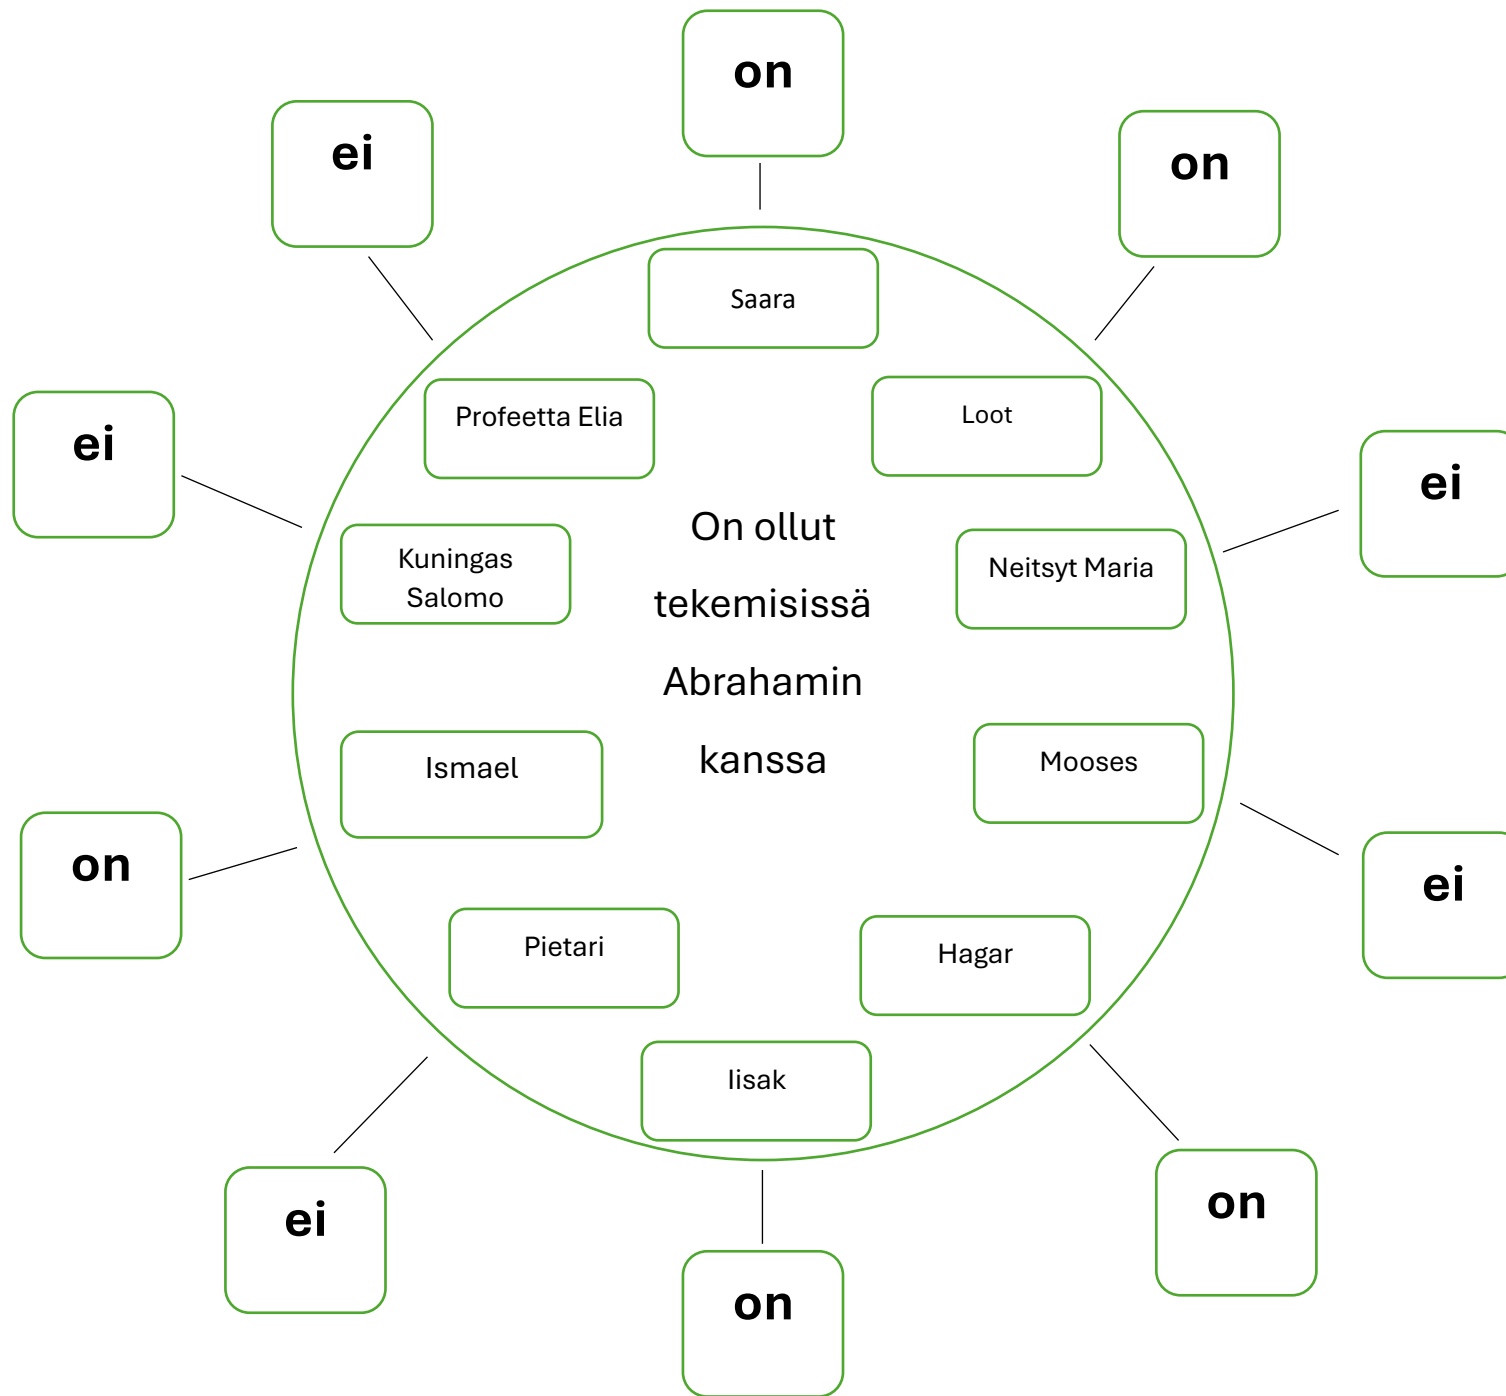 on
ei
on
Saara
Profeetta Elia
Loot
ei
ei
On ollut
tekemisissä
Abrahamin
kanssa
Kuningas
Salomo
Neitsyt Maria
Ismael
Mooses
on
ei
Pietari
Hagar
Iisak
ei
on
on